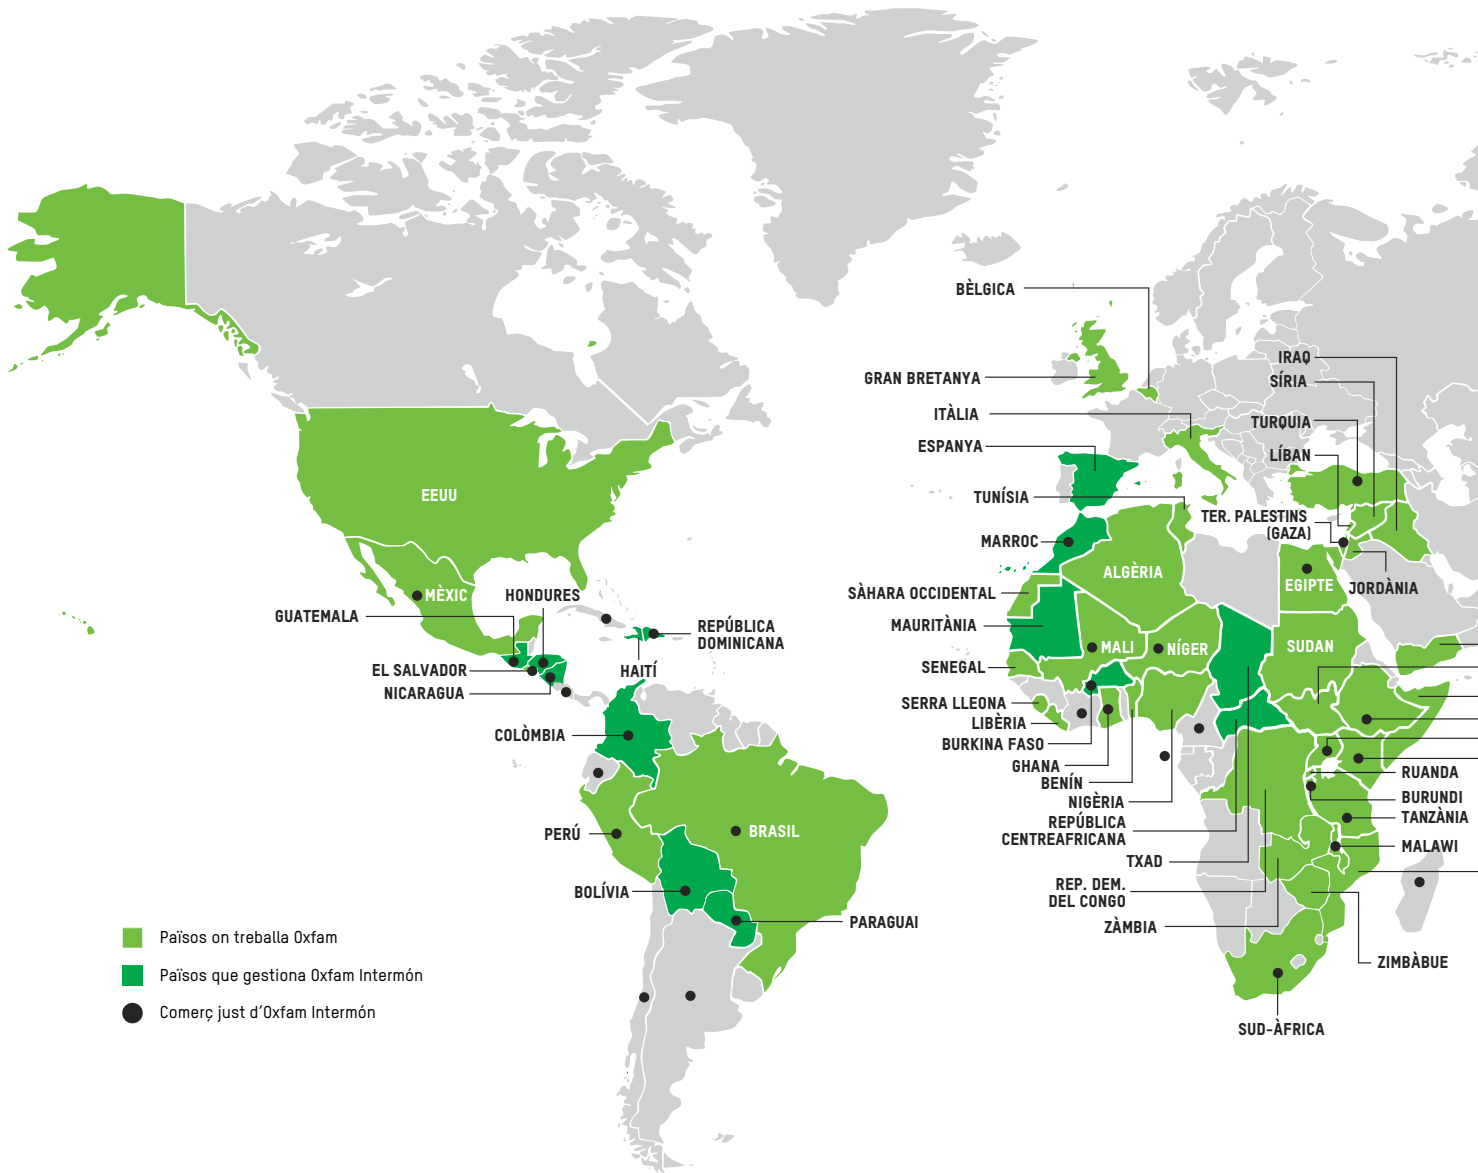 BÈLGICA
IRAQ
GRAN BRETANYA
SÍRIA
ITÀLIA
TURQUIA
ESPANYA
LÍBAN
EEUU
TUNÍSIA
TER. PALESTINS
(GAZA)
MARROC
ALGÈRIA
EGIPTE
JORDÀNIA
MÈXIC
HONDURES
SÀHARA OCCIDENTAL
GUATEMALA
REPÚBLICA
DOMINICANA
MAURITÀNIA
MALI
NÍGER
SUDAN
EL SALVADOR
HAITÍ
SENEGAL
NICARAGUA
SERRA LLEONA
LIBÈRIA
COLÒMBIA
BURKINA FASO
GHANA
BENÍN
RUANDA
NIGÈRIA
BURUNDI
REPÚBLICA
CENTREAFRICANA
TANZÀNIA
PERÚ
BRASIL
MALAWI
TXAD
BOLÍVIA
REP. DEM.
DEL CONGO
PARAGUAI
ZÀMBIA
ZIMBÀBUE
SUD-ÀFRICA
Països on treballa Oxfam
Països que gestiona Oxfam Intermón
Comerç just d'Oxfam Intermón